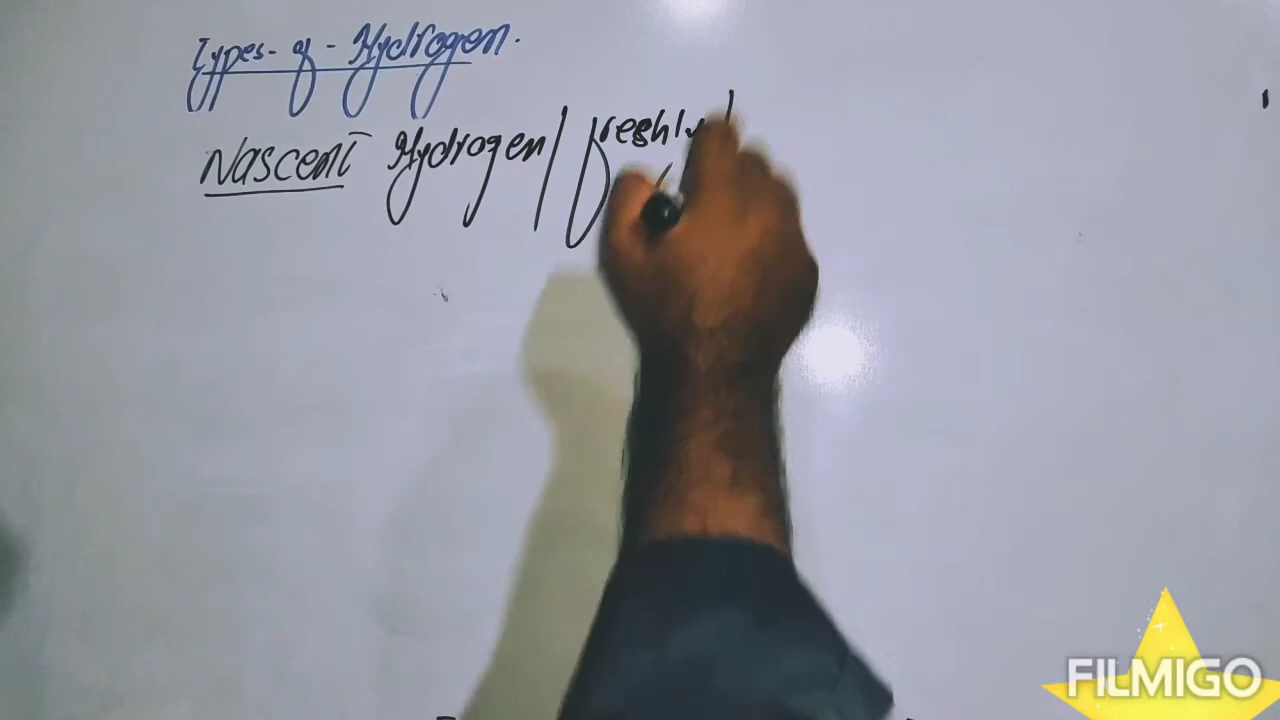 Types - of - Hydrogen.
Nascent Hydrogen / freshly
FILMIGO